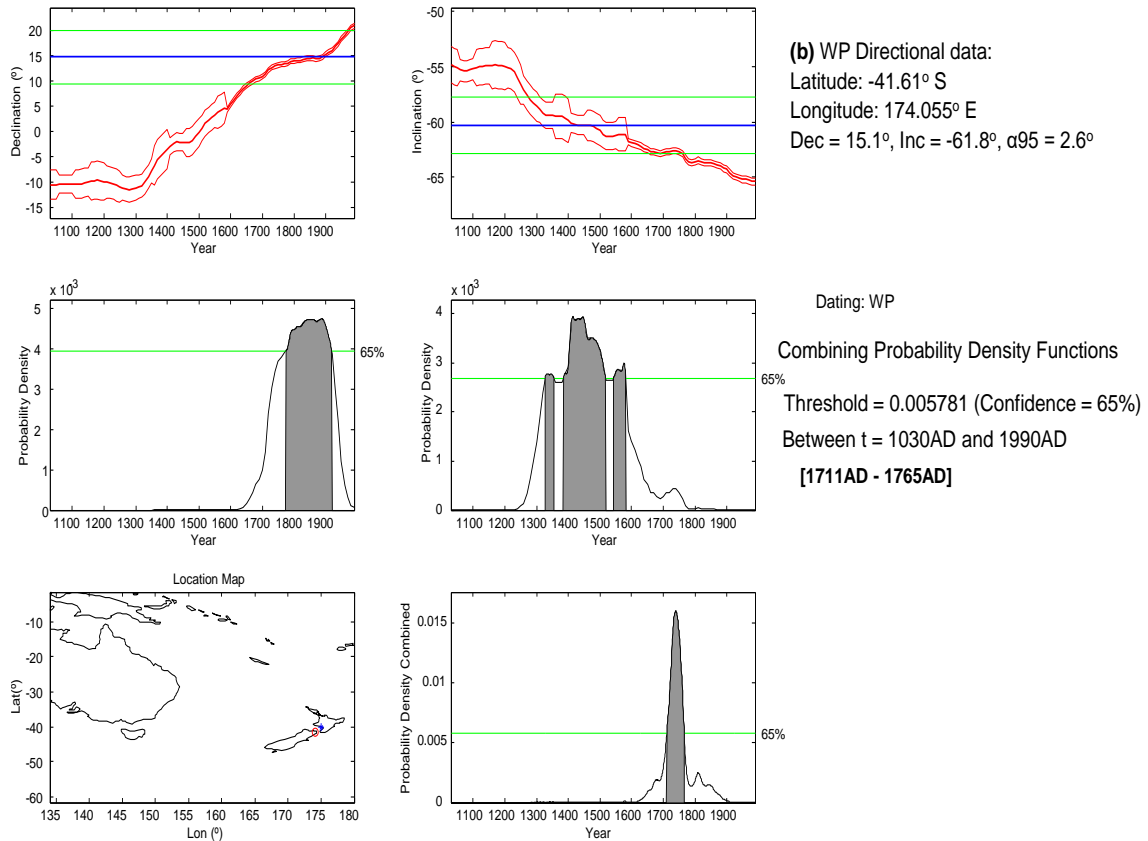 20
15
10
5
0
-5
-10
-15
Declination (º)
1100 1200 1300 1400 1500 1600 1700 1800 1900
Year
-50
-55
-60
-65
Inclination (º)
1100 1200 1300 1400 1500 1600 1700 1800 1900
Year
(b) WP Directional data:
Latitude: -41.61º S
Longitude: 174.055º E
Dec = 15.1º, Inc = -61.8º, α95 = 2.6º
x 10³
5
4
3
2
1
0
Probability Density
65%
1100 1200 1300 1400 1500 1600 1700 1800 1900
Year
x 10³
4
3
2
1
0
Probability Density
65%
1100 1200 1300 1400 1500 1600 1700 1800 1900
Year
Dating: WP
Combining Probability Density Functions
Threshold = 0.005781 (Confidence = 65%)
Between t = 1030AD and 1990AD
[1711AD - 1765AD]
Location Map
-10
-20
-30
-40
-50
-60
Lat(º)
135 140 145 150 155 160 165 170 175 180
Lon (º)
0.015
0.01
0.005
0
Probability Density Combined
65%
1100 1200 1300 1400 1500 1600 1700 1800 1900
Year